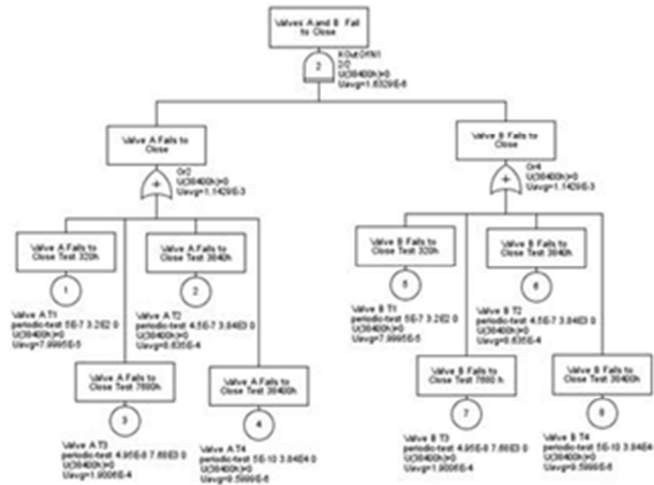 Valves A and B Fail
to Close
KOutOfN1
2/2
U(38400h)=0
Uavg=1.6329E-6
2
Valve A Fails to
Close
Or2
U(38400h)=0
Uavg=1.1429E-3
+
Valve B Fails to
Close
Or4
U(38400h)=0
Uavg=1.1429E-3
+
Valve A Fails to
Close Test 320h
1
Valve A T1
periodic-test 5E-7 3.2E2 0
U(38400h)=0
Uavg=7.9995E-5
Valve A Fails to
Close Test 3840h
2
Valve A T2
periodic-test 4.5E-7 3.84E3 0
U(38400h)=0
Uavg=8.635E-4
Valve B Fails to
Close Test 320h
5
Valve B T1
periodic-test 5E-7 3.2E2 0
U(38400h)=0
Uavg=7.9995E-5
Valve B Fails to
Close Test 3840h
6
Valve B T2
periodic-test 4.5E-7 3.84E3 0
U(38400h)=0
Uavg=8.635E-4
Valve A Fails to
Close Test 7680h
3
Valve A T3
periodic-test 4.95E-8 7.68E3 0
U(38400h)=0
Uavg=1.9006E-4
Valve A Fails to
Close Test 38400h
4
Valve A T4
periodic-test 5E-10 3.84E4 0
U(38400h)=0
Uavg=9.5999E-6
Valve B Fails to
Close Test 7680 h
7
Valve B T3
periodic-test 4.95E-8 7.68E3 0
U(38400h)=0
Uavg=1.9006E-4
Valve B Fails to
Close Test 38400h
8
Valve B T4
periodic-test 5E-10 3.84E4
U(38400h)=0
Uavg=9.5999E-6